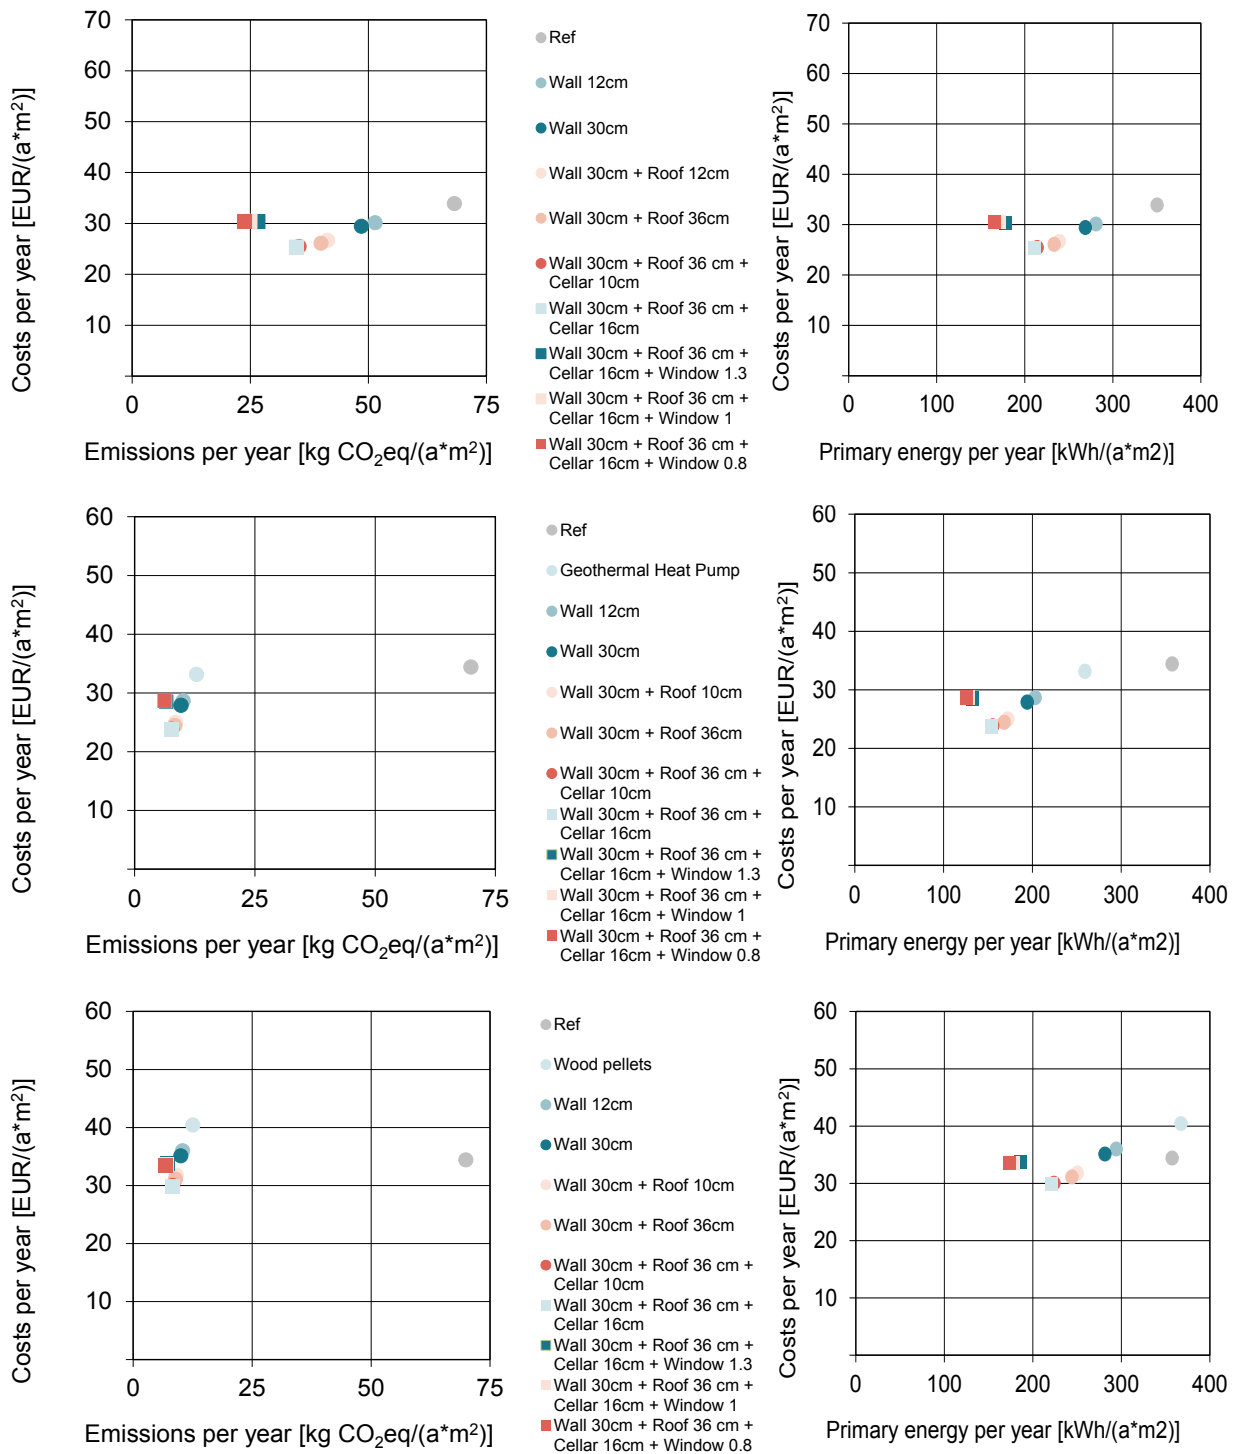 Costs per year [EUR/(a*m²)]
70
60
50
40
30
20
10
0
25
50
75
Emissions per year [kg CO₂eq/(a*m²)]
Ref
Wall 12cm
Wall 30cm
Wall 30cm + Roof 12cm
Wall 30cm + Roof 36cm
Wall 30cm + Roof 36 cm +
Cellar 10cm
Wall 30cm + Roof 36 cm +
Cellar 16cm
Wall 30cm + Roof 36 cm +
Cellar 16cm + Window 1.3
Wall 30cm + Roof 36 cm +
Cellar 16cm + Window 1
Wall 30cm + Roof 36 cm +
Cellar 16cm + Window 0.8
Costs per year [EUR/(a*m²)]
70
60
50
40
30
20
10
0
100
200
300
400
Primary energy per year [kWh/(a*m2)]
Costs per year [EUR/(a*m²)]
60
50
40
30
20
10
0
25
50
75
Emissions per year [kg CO₂eq/(a*m²)]
Ref
Geothermal Heat Pump
Wall 12cm
Wall 30cm
Wall 30cm + Roof 10cm
Wall 30cm + Roof 36cm
Wall 30cm + Roof 36 cm +
Cellar 10cm
Wall 30cm + Roof 36 cm +
Cellar 16cm
Wall 30cm + Roof 36 cm +
Cellar 16cm + Window 1.3
Wall 30cm + Roof 36 cm +
Cellar 16cm + Window 1
Wall 30cm + Roof 36 cm +
Cellar 16cm + Window 0.8
Costs per year [EUR/(a*m²)]
60
50
40
30
20
10
0
100
200
300
400
Primary energy per year [kWh/(a*m2)]
Costs per year [EUR/(a*m²)]
60
50
40
30
20
10
0
25
50
75
Emissions per year [kg CO₂eq/(a*m²)]
Ref
Wood pellets
Wall 12cm
Wall 30cm
Wall 30cm + Roof 10cm
Wall 30cm + Roof 36cm
Wall 30cm + Roof 36 cm +
Cellar 10cm
Wall 30cm + Roof 36 cm +
Cellar 16cm
Wall 30cm + Roof 36 cm +
Cellar 16cm + Window 1.3
Wall 30cm + Roof 36 cm +
Cellar 16cm + Window 1
Wall 30cm + Roof 36 cm +
Cellar 16cm + Window 0.8
Costs per year [EUR/(a*m²)]
60
50
40
30
20
10
0
100
200
300
400
Primary energy per year [kWh/(a*m2)]